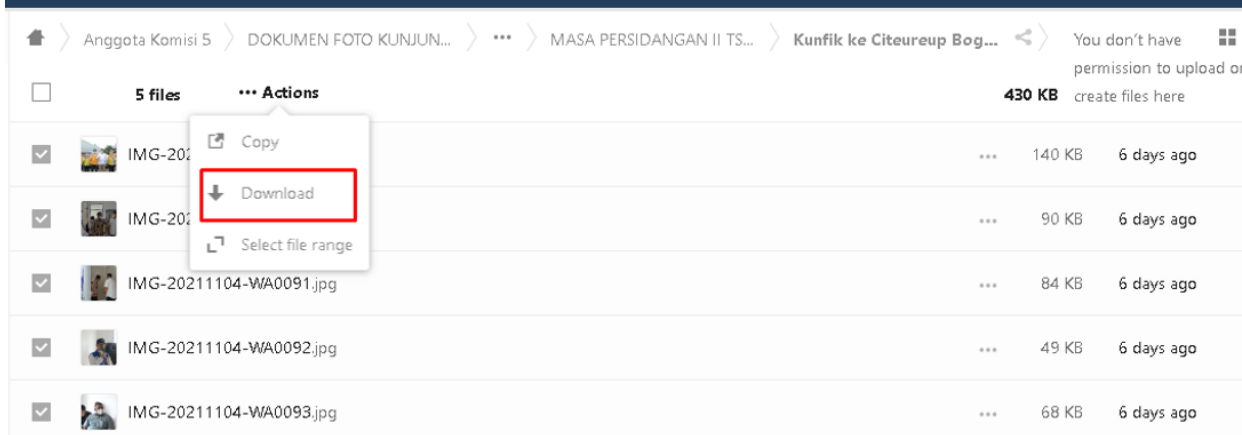 Anggota Komisi 5 DOKUMEN FOTO KUNJUN... ... MASA PERSIDANGAN II TS... Kunfik ke Citeureup Bog... You don't have
permission to upload or
create files here
5 files ... Actions 430 KB
Copy
IMG-202 ... 140 KB 6 days ago
Download
IMG-202 ... 90 KB 6 days ago
Select file range
IMG-20211104-WA0091.jpg ... 84 KB 6 days ago
IMG-20211104-WA0092.jpg ... 49 KB 6 days ago
IMG-20211104-WA0093.jpg ... 68 KB 6 days ago